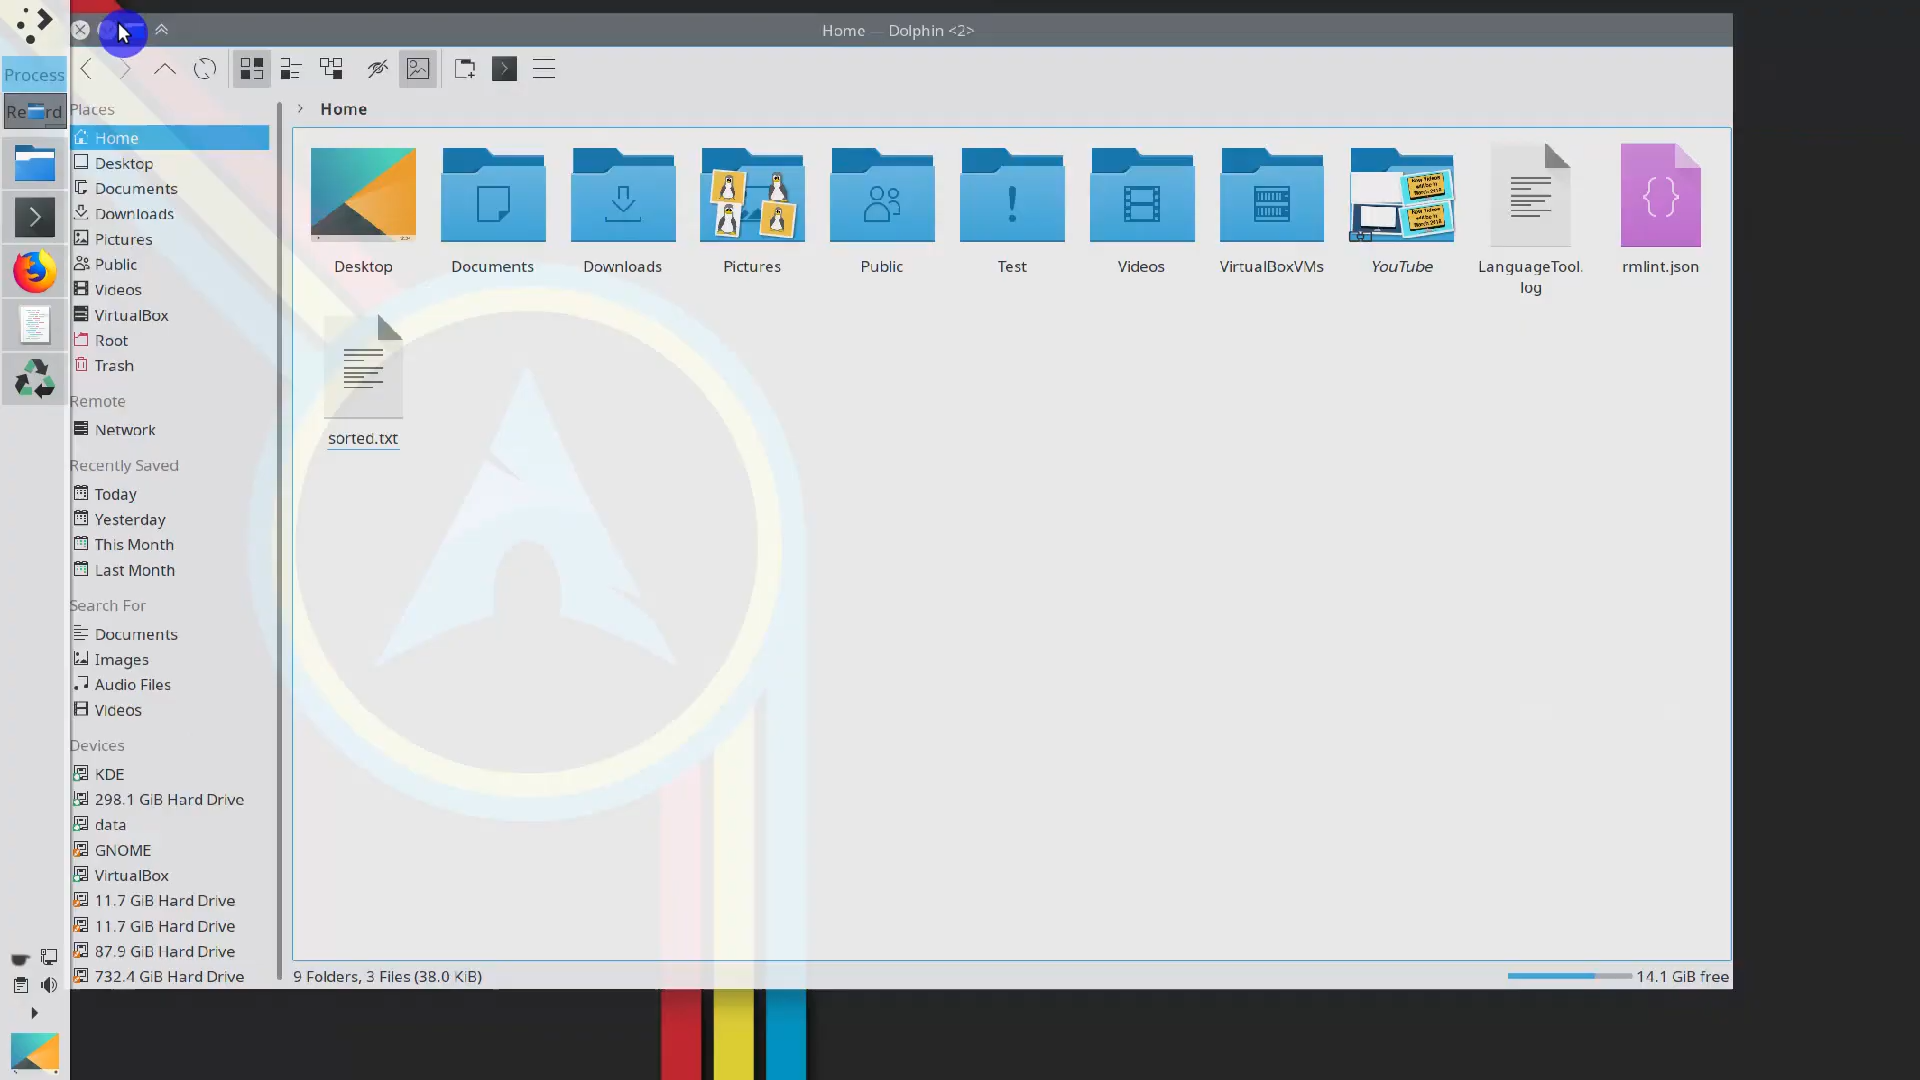 Home — Dolphin <2>
Process
Places
Home
Home
Desktop
Documents
Downloads
Pictures
Public
Videos
VirtualBox
Root
Trash
Remote
Network
Recently Saved
Today
Yesterday
This Month
Last Month
Search For
Documents
Images
Audio Files
Videos
Devices
KDE
298.1 GiB Hard Drive
data
GNOME
VirtualBox
11.7 GiB Hard Drive
11.7 GiB Hard Drive
87.9 GiB Hard Drive
732.4 GiB Hard Drive
Desktop
Documents
Downloads
Pictures
Public
Test
Videos
VirtualBoxVMs
YouTube
LanguageTool.
log
rmlint.json
sorted.txt
9 Folders, 3 Files (38.0 KiB)
14.1 GiB free